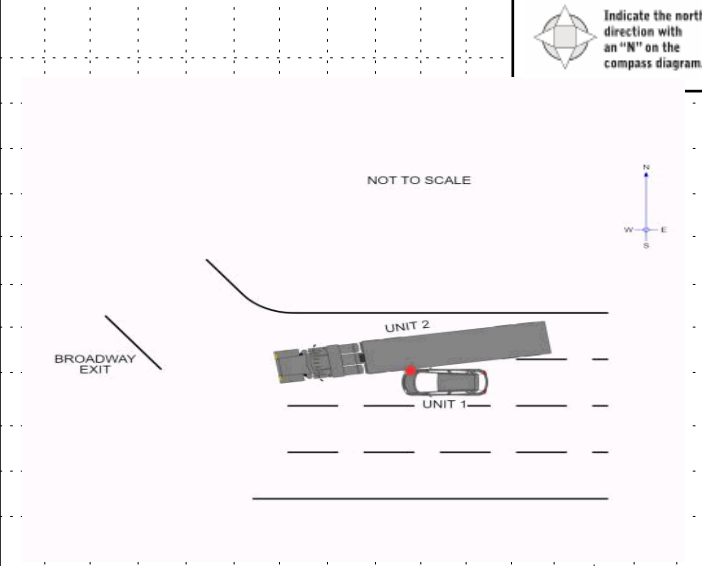 Indicate the north
direction with
an "N" on the
compass diagram.
NOT TO SCALE
N
W
E
S
UNIT 2
BROADWAY
EXIT
UNIT 1